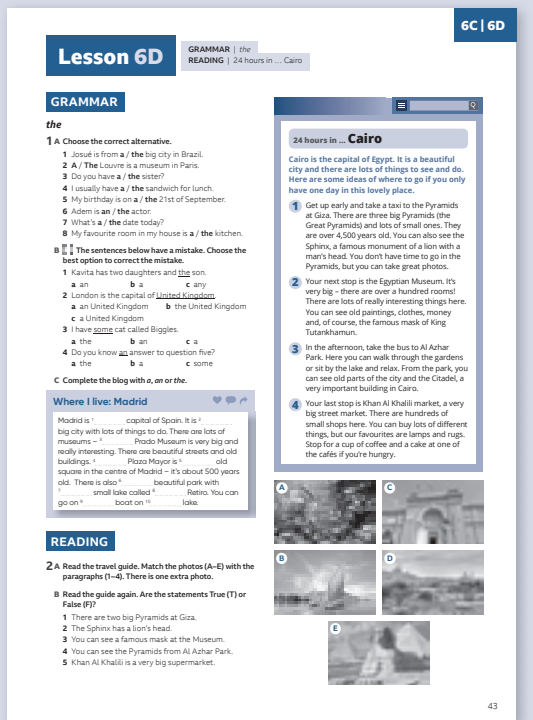 6C | 6D
Lesson 6D
GRAMMAR | the
READING | 24 hours in ... Cairo
GRAMMAR
the
1 A Choose the correct alternative.
1 Josué is from a / the big city in Brazil.
2 A / The Louvre is a museum in Paris.
3 Do you have a / the sister?
4 I usually have a / the sandwich for lunch.
5 My birthday is on a / the 21st of September.
6 Adem is an / the actor.
7 What's a / the date today?
8 My favourite room in my house is a / the kitchen.
B The sentences below have a mistake. Choose the
best option to correct the mistake.
1 Kavita has two daughters and the son.
a an b a c any
2 London is the capital of United Kingdom.
a an United Kingdom b the United Kingdom
c a United Kingdom
3 I have some cat called Biggles.
a the b an c a
4 Do you know an answer to question five?
a the b a c some
C Complete the blog with a, an or the.
Where I live: Madrid
Madrid is 1 capital of Spain. It is 2
big city with lots of things to do. There are lots of
museums – 3 Prado Museum is very big and
really interesting. There are beautiful streets and old
buildings. 4 Plaza Mayor is 5 old
square in the centre of Madrid – it's about 500 years
old. There is also 6 beautiful park with
7 small lake called 8 Retiro. You can
go on 9 boat on 10 lake.
READING
2 A Read the travel guide. Match the photos (A–E) with the
paragraphs (1–4). There is one extra photo.
B Read the guide again. Are the statements True (T) or
False (F)?
1 There are two big Pyramids at Giza.
2 The Sphinx has a lion's head.
3 You can see a famous mask at the Museum.
4 You can see the Pyramids from Al Azhar Park.
5 Khan Al Khalili is a very big supermarket.
24 hours in ... Cairo
Cairo is the capital of Egypt. It is a beautiful
city and there are lots of things to see and do.
Here are some ideas of where to go if you only
have one day in this lovely place.
1 Get up early and take a taxi to the Pyramids
at Giza. There are three big Pyramids (the
Great Pyramids) and lots of small ones. They
are over 4,500 years old. You can also see the
Sphinx, a famous monument of a lion with a
man's head. You don't have time to go in the
Pyramids, but you can take great photos.
2 Your next stop is the Egyptian Museum. It's
very big – there are over a hundred rooms!
There are lots of really interesting things here.
You can see old paintings, clothes, money
and, of course, the famous mask of King
Tutankhamun.
3 In the afternoon, take the bus to Al Azhar
Park. Here you can walk through the gardens
or sit by the lake and relax. From the park, you
can see old parts of the city and the Citadel, a
very important building in Cairo.
4 Your last stop is Khan Al Khalili market, a very
big street market. There are hundreds of
small shops here. You can buy lots of different
things, but our favourites are lamps and rugs.
Stop for a cup of coffee and a cake at one of
the cafés if you're hungry.
A
C
B
D
E
43